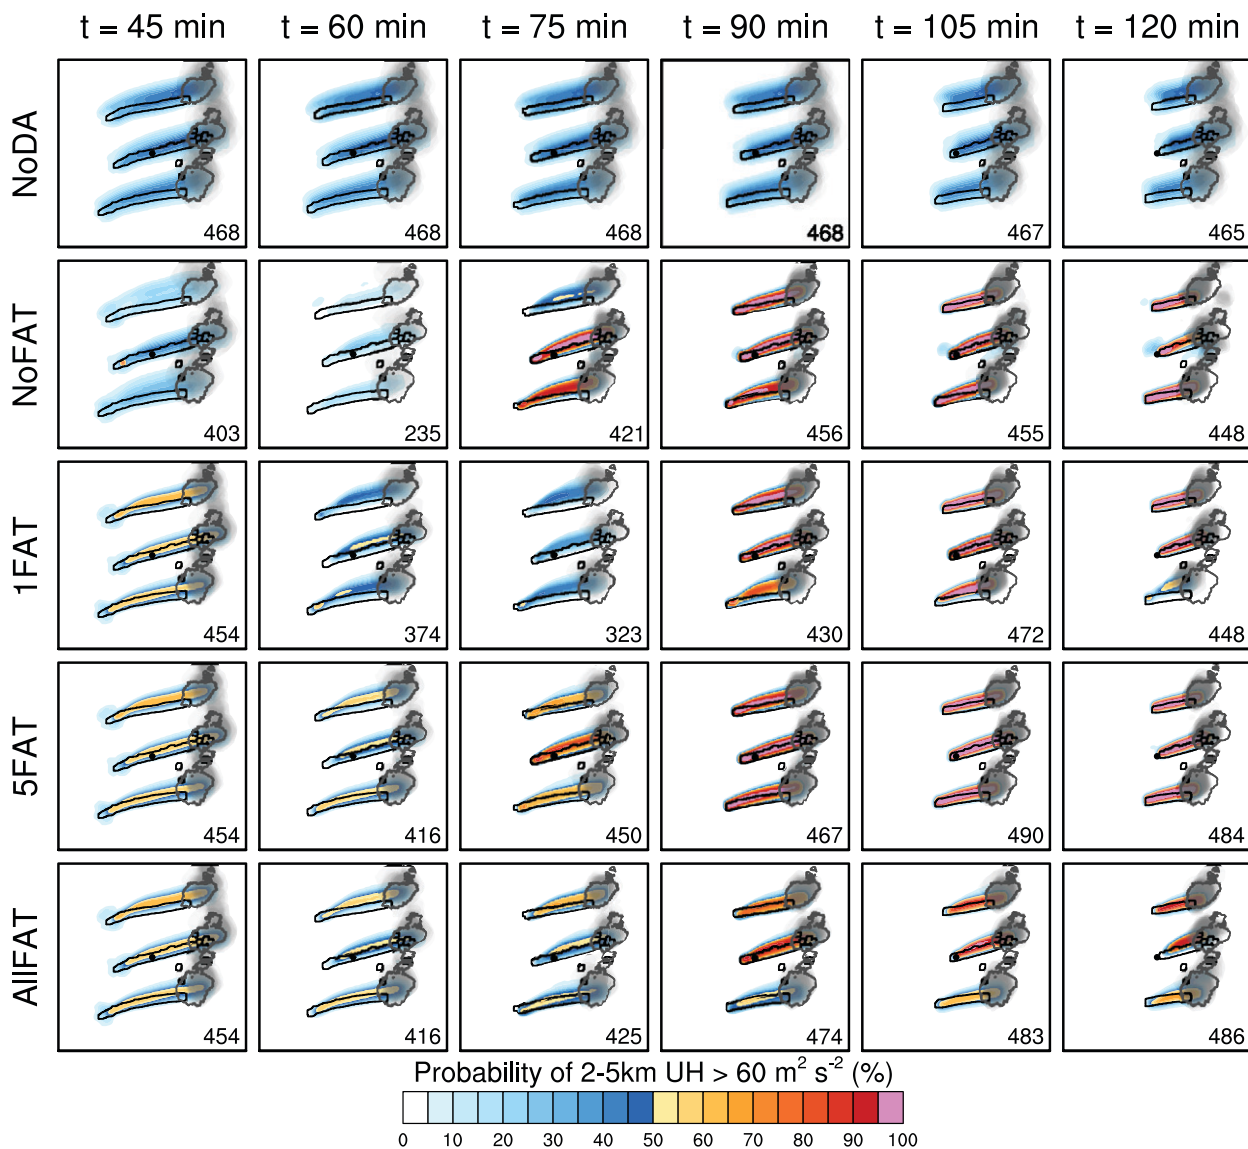 t = 45 min t = 60 min t = 75 min t = 90 min t = 105 min t = 120 min
NoDA 468 468 468 468 467 465
NoFAT 403 235 421 456 455 448
1FAT 454 374 323 430 472 448
5FAT 454 416 450 467 490 484
AllFAT 454 416 425 474 483 486
Probability of 2-5km UH > 60 m² s⁻² (%)
0 10 20 30 40 50 60 70 80 90 100